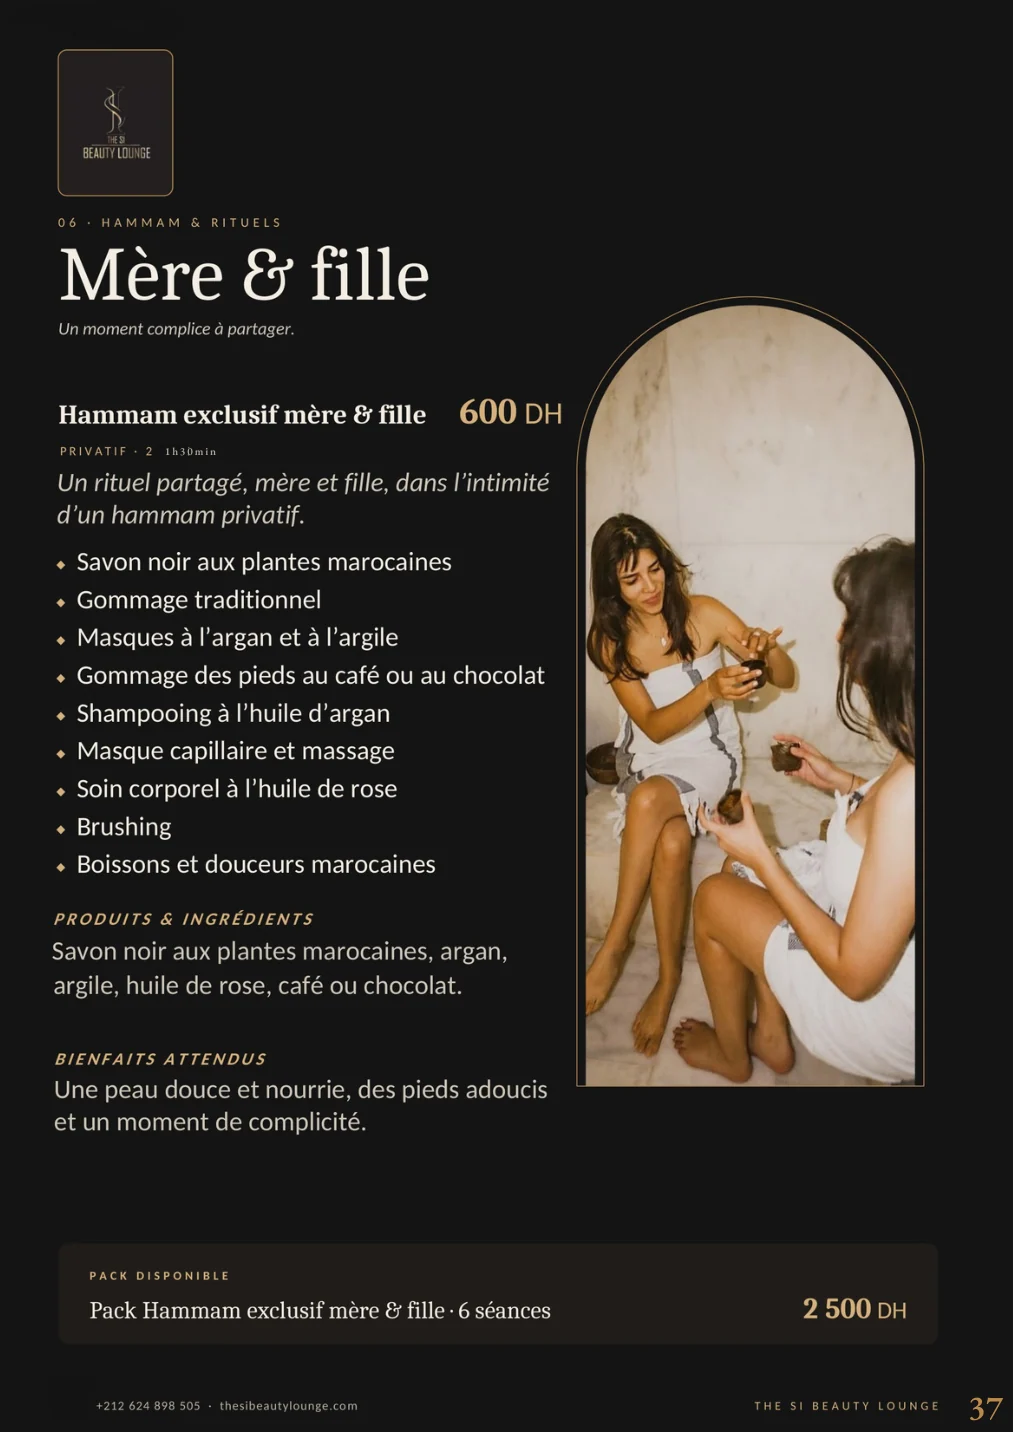 THE SI
BEAUTY LOUNGE
06 · HAMMAM & RITUELS
Mère & fille
Un moment complice à partager.
Hammam exclusif mère & fille 600 DH
PRIVATIF · 2 1h30min
Un rituel partagé, mère et fille, dans l’intimité
d’un hammam privatif.
Savon noir aux plantes marocaines
Gommage traditionnel
Masques à l’argan et à l’argile
Gommage des pieds au café ou au chocolat
Shampooing à l’huile d’argan
Masque capillaire et massage
Soin corporel à l’huile de rose
Brushing
Boissons et douceurs marocaines
PRODUITS & INGRÉDIENTS
Savon noir aux plantes marocaines, argan,
argile, huile de rose, café ou chocolat.
BIENFAITS ATTENDUS
Une peau douce et nourrie, des pieds adoucis
et un moment de complicité.
PACK DISPONIBLE
Pack Hammam exclusif mère & fille · 6 séances 2 500 DH
+212 624 898 505 · thesibeautylounge.com THE SI BEAUTY LOUNGE 37